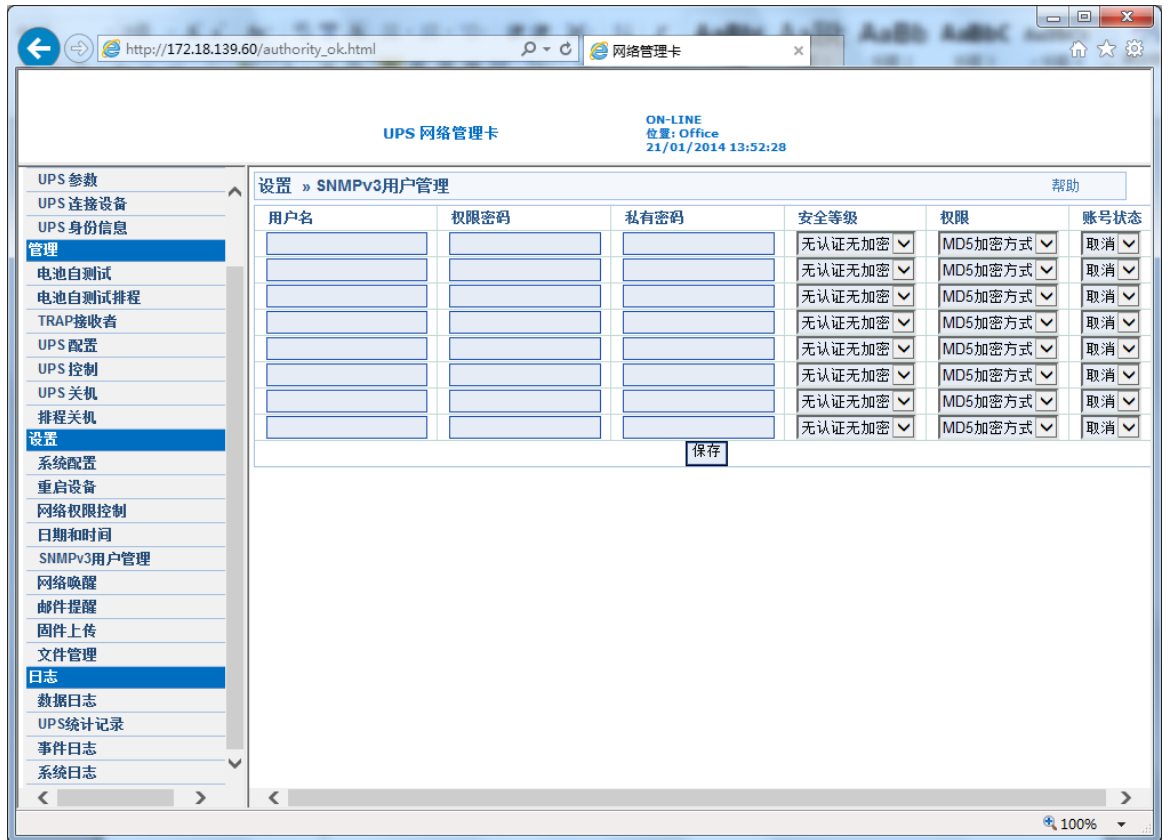 http://172.18.139.60/authority_ok.html
网络管理卡
UPS 网络管理卡
ON-LINE
位置: Office
21/01/2014 13:52:28
UPS 参数
UPS 连接设备
UPS 身份信息
管理
电池自测试
电池自测试排程
TRAP接收者
UPS 配置
UPS 控制
UPS 关机
排程关机
设置
系统配置
重启设备
网络权限控制
日期和时间
SNMPv3用户管理
网络唤醒
邮件提醒
固件上传
文件管理
日志
数据日志
UPS统计记录
事件日志
系统日志
设置 » SNMPv3用户管理 帮助
用户名 权限密码 私有密码 安全等级 权限 账号状态
无认证无加密 MD5加密方式 取消
无认证无加密 MD5加密方式 取消
无认证无加密 MD5加密方式 取消
无认证无加密 MD5加密方式 取消
无认证无加密 MD5加密方式 取消
无认证无加密 MD5加密方式 取消
无认证无加密 MD5加密方式 取消
无认证无加密 MD5加密方式 取消
保存
100%